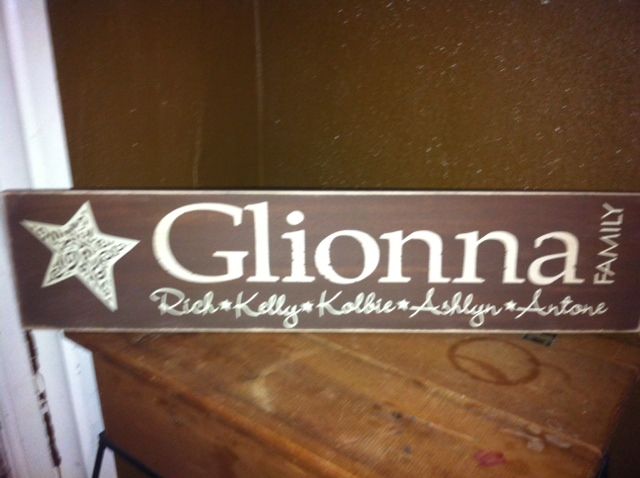 Glionna FAMILY
Rich★Kelly★Kolbie★Ashlyn★Antone